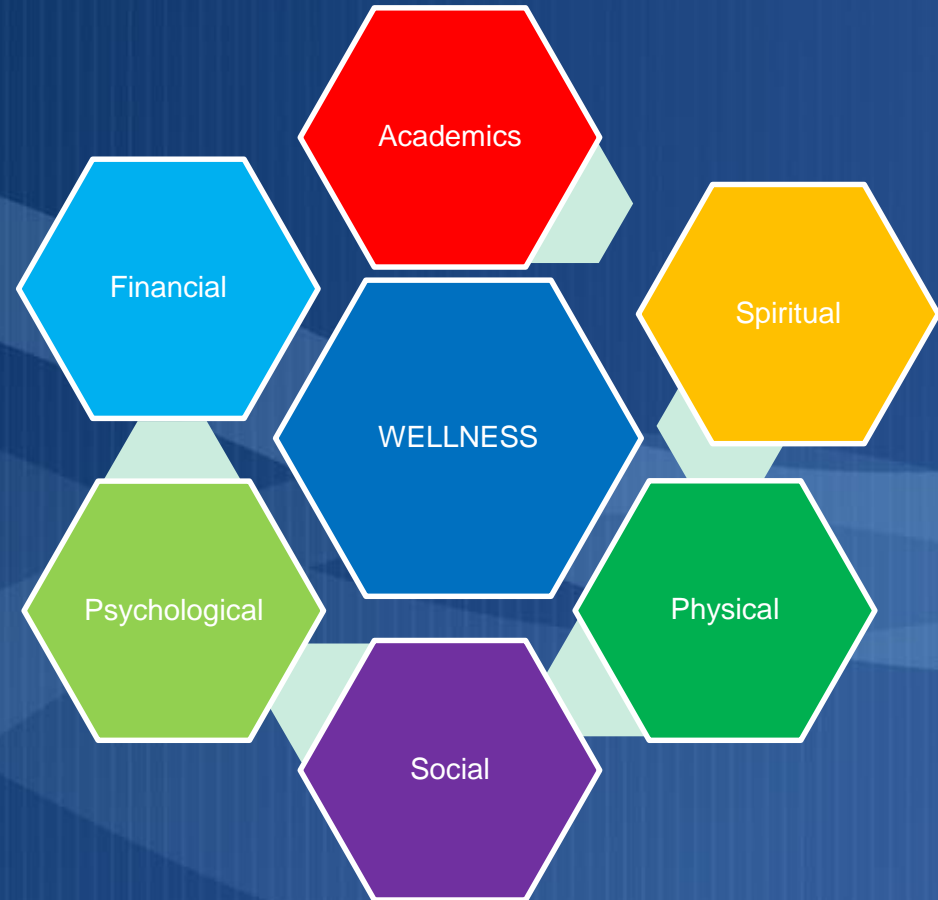 Academics
Financial
Spiritual
WELLNESS
Psychological
Physical
Social